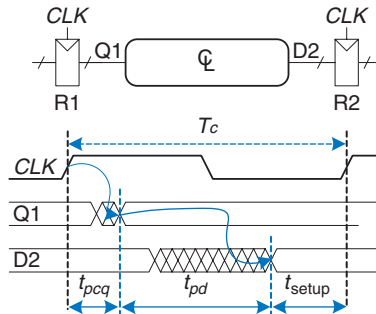 CLK CLK
Q1 CL D2
R1 R2
Tc
CLK
Q1
D2
tpcq tpd tsetup